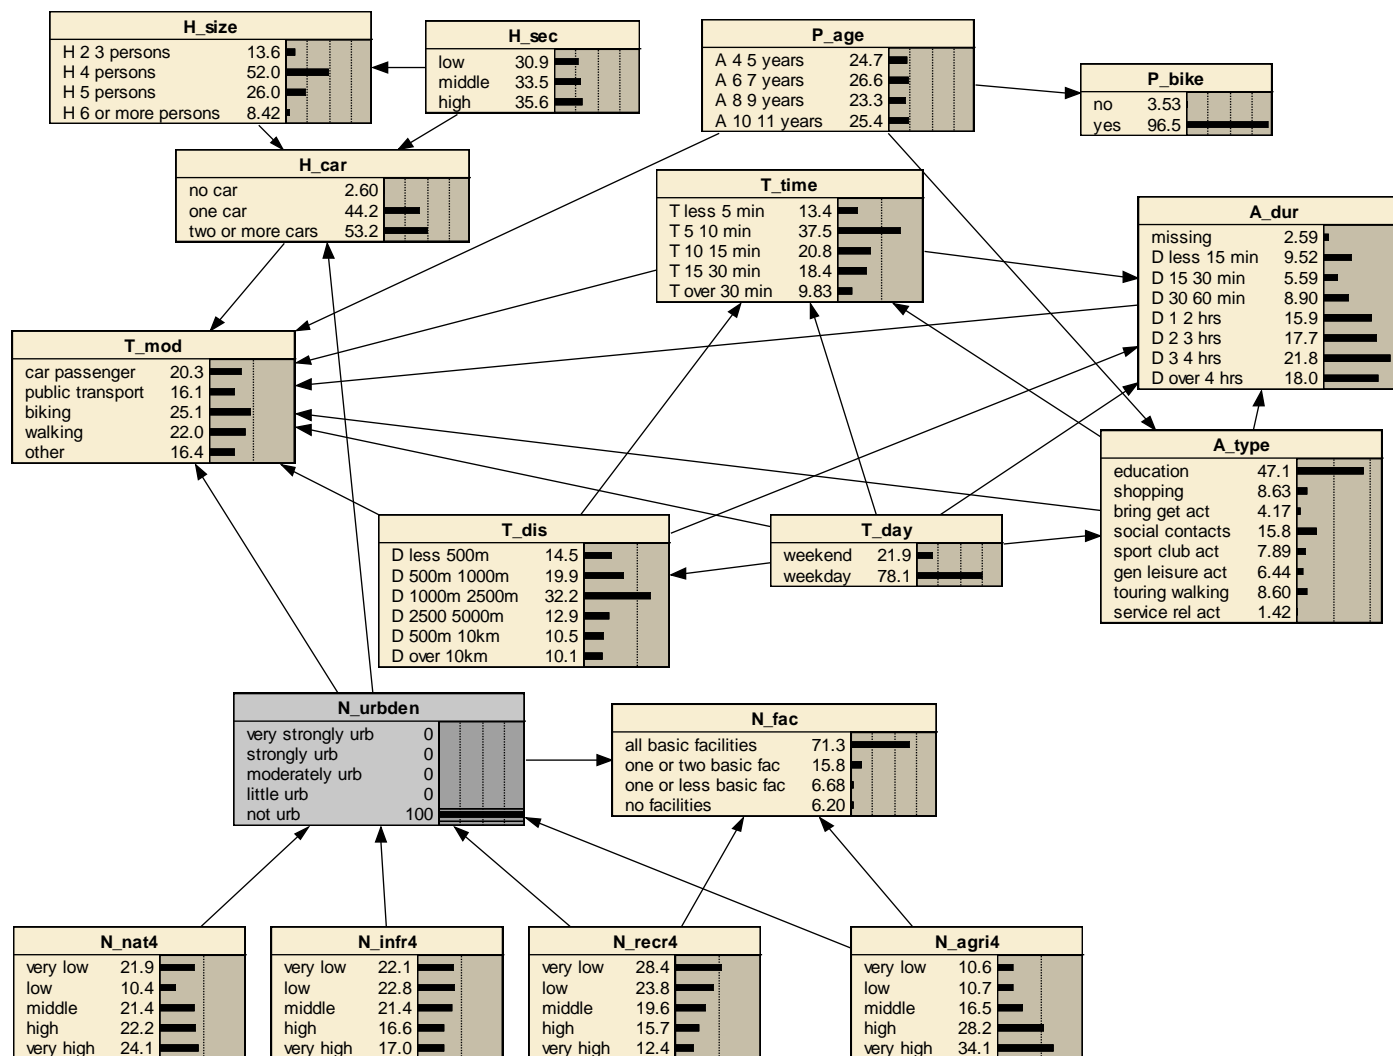 H_size
H 2 3 persons 13.6
H 4 persons 52.0
H 5 persons 26.0
H 6 or more persons 8.42
H_sec
low 30.9
middle 33.5
high 35.6
P_age
A 4 5 years 24.7
A 6 7 years 26.6
A 8 9 years 23.3
A 10 11 years 25.4
P_bike
no 3.53
yes 96.5
H_car
no car 2.60
one car 44.2
two or more cars 53.2
T_time
T less 5 min 13.4
T 5 10 min 37.5
T 10 15 min 20.8
T 15 30 min 18.4
T over 30 min 9.83
A_dur
missing 2.59
D less 15 min 9.52
D 15 30 min 5.59
D 30 60 min 8.90
D 1 2 hrs 15.9
D 2 3 hrs 17.7
D 3 4 hrs 21.8
D over 4 hrs 18.0
T_mod
car passenger 20.3
public transport 16.1
biking 25.1
walking 22.0
other 16.4
A_type
education 47.1
shopping 8.63
bring get act 4.17
social contacts 15.8
sport club act 7.89
gen leisure act 6.44
touring walking 8.60
service rel act 1.42
T_dis
D less 500m 14.5
D 500m 1000m 19.9
D 1000m 2500m 32.2
D 2500 5000m 12.9
D 500m 10km 10.5
D over 10km 10.1
T_day
weekend 21.9
weekday 78.1
N_urbden
very strongly urb 0
strongly urb 0
moderately urb 0
little urb 0
not urb 100
N_fac
all basic facilities 71.3
one or two basic fac 15.8
one or less basic fac 6.68
no facilities 6.20
N_nat4
very low 21.9
low 10.4
middle 21.4
high 22.2
very high 24.1
N_infr4
very low 22.1
low 22.8
middle 21.4
high 16.6
very high 17.0
N_recr4
very low 28.4
low 23.8
middle 19.6
high 15.7
very high 12.4
N_agri4
very low 10.6
low 10.7
middle 16.5
high 28.2
very high 34.1